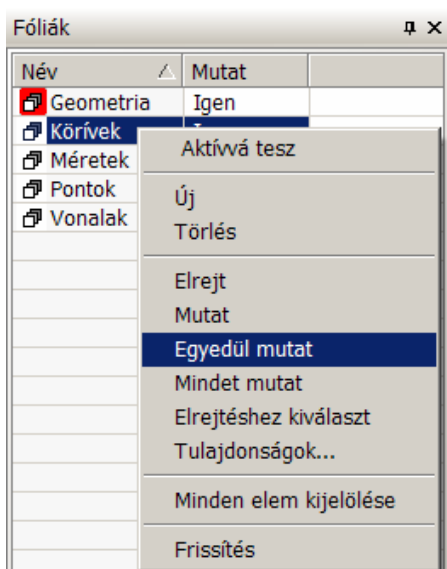 Fóliák
Név Mutat
Geometria Igen
Körívek
Méretek
Pontok
Vonalak
Aktívvá tesz
Új
Törlés
Elrejt
Mutat
Egyedül mutat
Mindet mutat
Elrejtéshez kiválaszt
Tulajdonságok...
Minden elem kijelölése
Frissítés